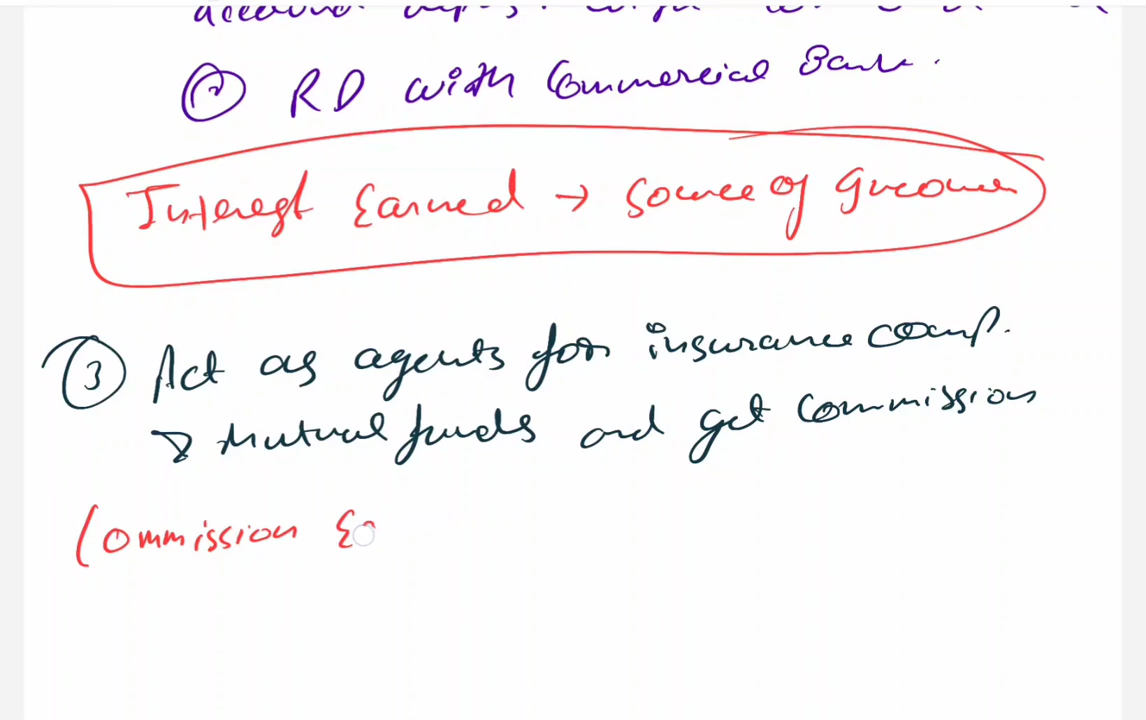 ② RD with Commercial Bank.
Interest Earned → Source of Income
③ Act as agents for insurance comp.
& Mutual funds and get commission
Commission Ea